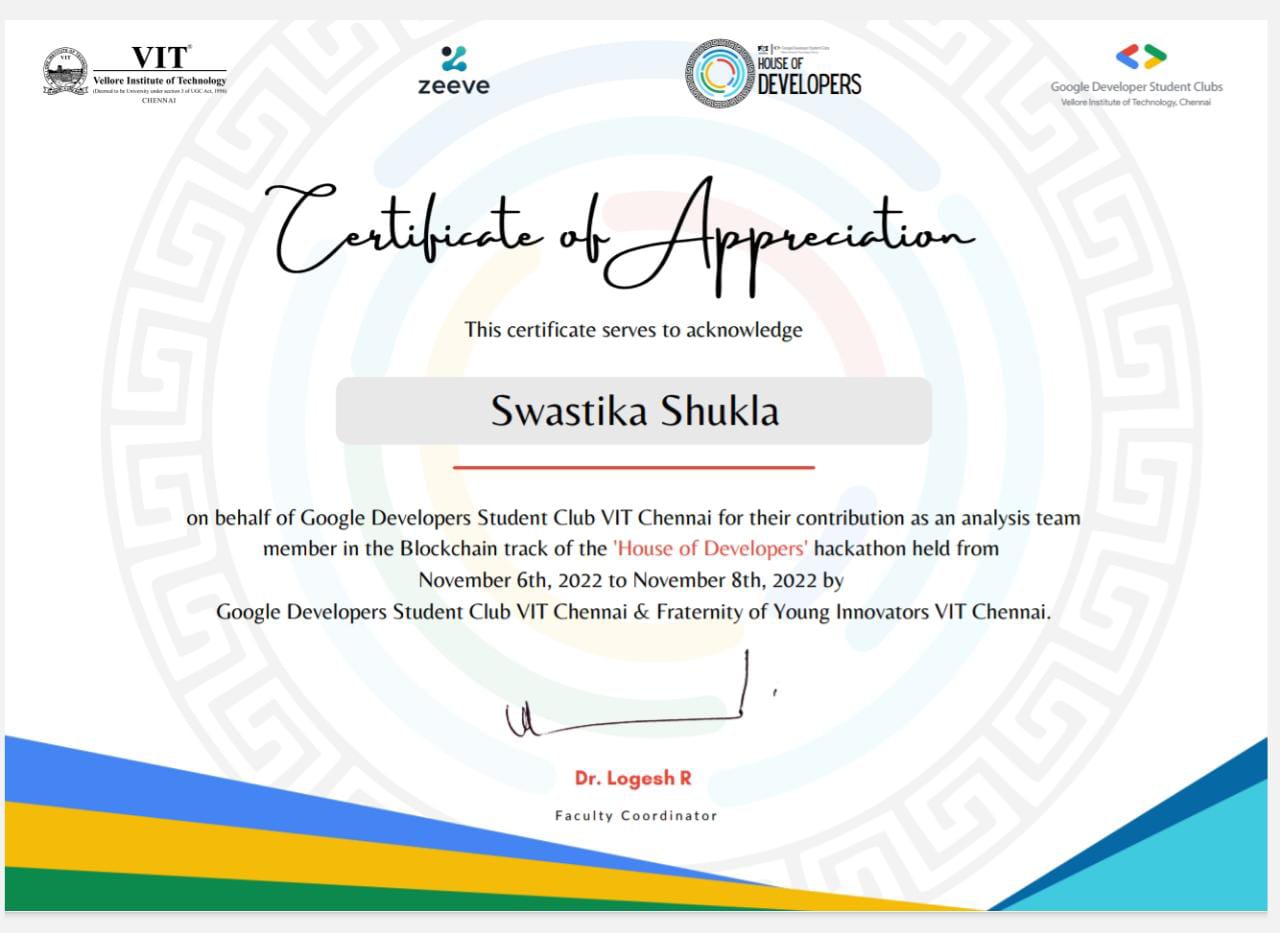 VIT®
Vellore Institute of Technology
(Deemed to be University under section 3 of UGC Act, 1956)
CHENNAI
zeeve
HOUSE OF
DEVELOPERS
Google Developer Student Clubs
Vellore Institute of Technology, Chennai
Certificate of Appreciation
This certificate serves to acknowledge
Swastika Shukla
on behalf of Google Developers Student Club VIT Chennai for their contribution as an analysis team
member in the Blockchain track of the 'House of Developers' hackathon held from
November 6th, 2022 to November 8th, 2022 by
Google Developers Student Club VIT Chennai & Fraternity of Young Innovators VIT Chennai.
Dr. Logesh R
Faculty Coordinator